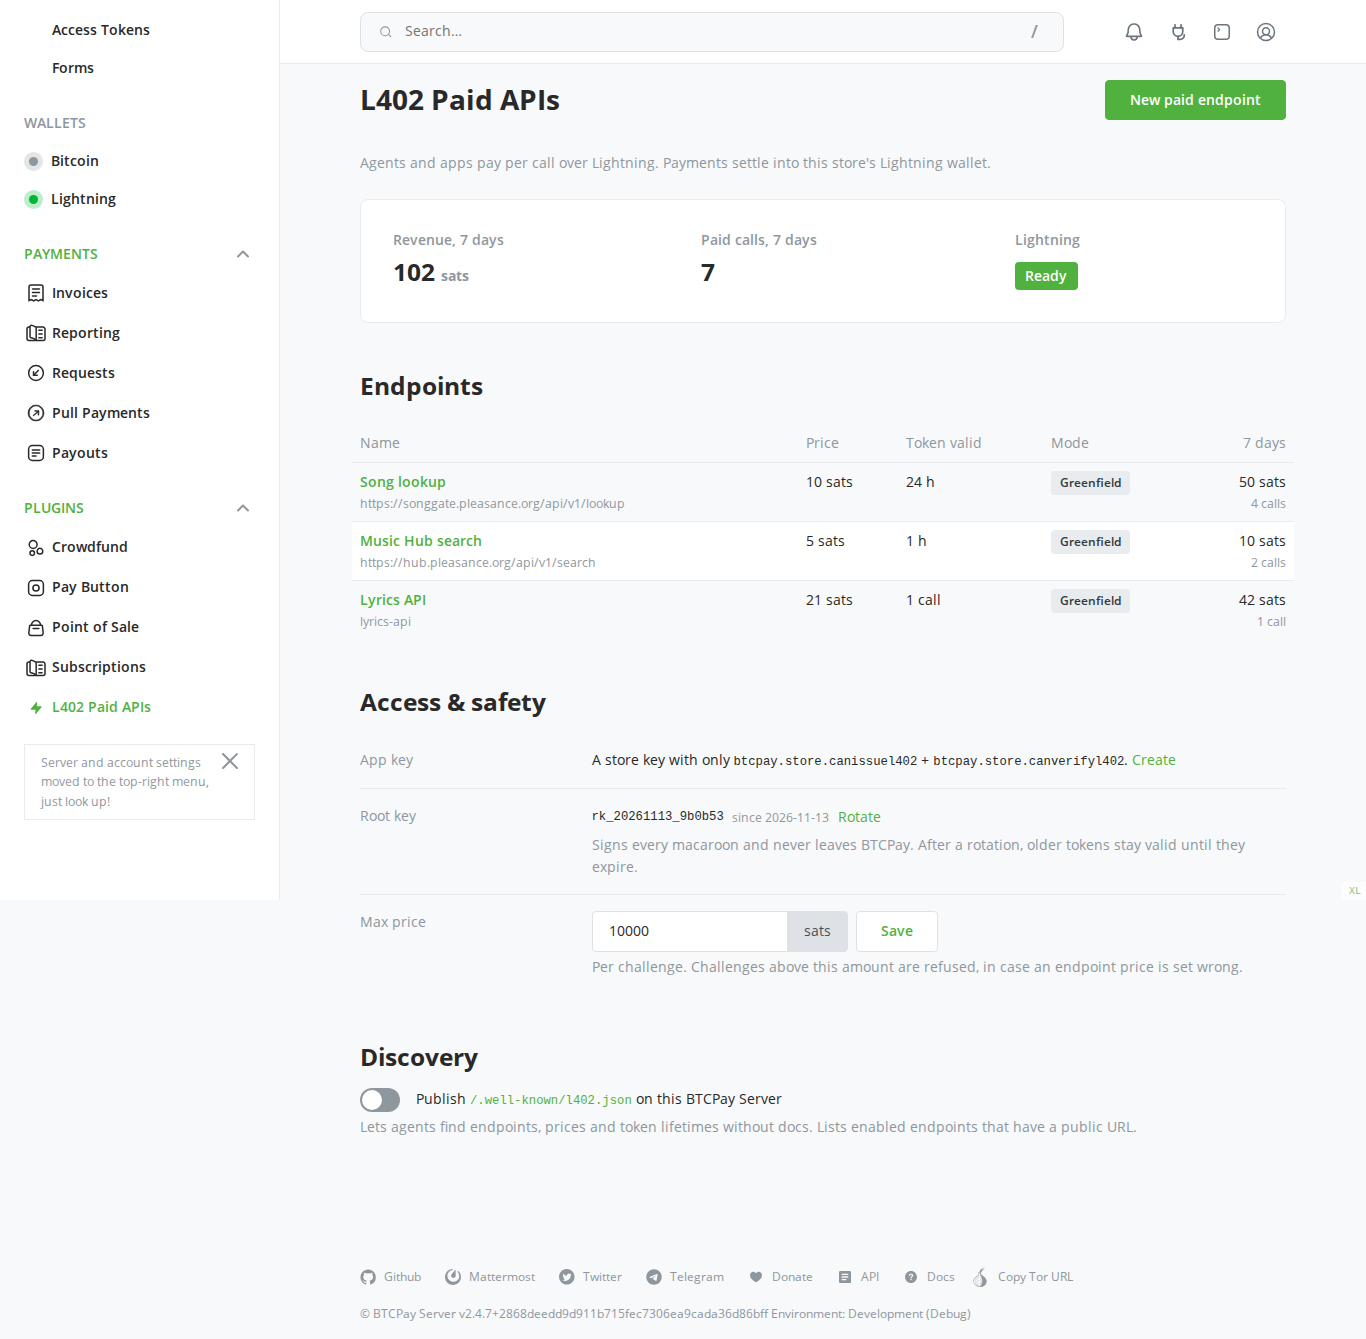 Access Tokens
Forms
WALLETS
Bitcoin
Lightning
PAYMENTS
Invoices
Reporting
Requests
Pull Payments
Payouts
PLUGINS
Crowdfund
Pay Button
Point of Sale
Subscriptions
L402 Paid APIs
Server and account settings
moved to the top-right menu,
just look up!
Search... /
L402 Paid APIs
New paid endpoint
Agents and apps pay per call over Lightning. Payments settle into this store's Lightning wallet.
Revenue, 7 days Paid calls, 7 days Lightning
102 sats 7 Ready
Endpoints
Name Price Token valid Mode 7 days
Song lookup 10 sats 24 h Greenfield 50 sats
https://songgate.pleasance.org/api/v1/lookup 4 calls
Music Hub search 5 sats 1 h Greenfield 10 sats
https://hub.pleasance.org/api/v1/search 2 calls
Lyrics API 21 sats 1 call Greenfield 42 sats
lyrics-api 1 call
Access & safety
App key A store key with only btcpay.store.canissuel402 + btcpay.store.canverifyl402. Create
Root key rk_20261113_9b0b53 since 2026-11-13 Rotate
Signs every macaroon and never leaves BTCPay. After a rotation, older tokens stay valid until they
expire.
XL
Max price 10000 sats Save
Per challenge. Challenges above this amount are refused, in case an endpoint price is set wrong.
Discovery
Publish /.well-known/l402.json on this BTCPay Server
Lets agents find endpoints, prices and token lifetimes without docs. Lists enabled endpoints that have a public URL.
Github Mattermost Twitter Telegram Donate API Docs Copy Tor URL
© BTCPay Server v2.4.7+2868deedd9d911b715fec7306ea9cada36d86bff Environment: Development (Debug)